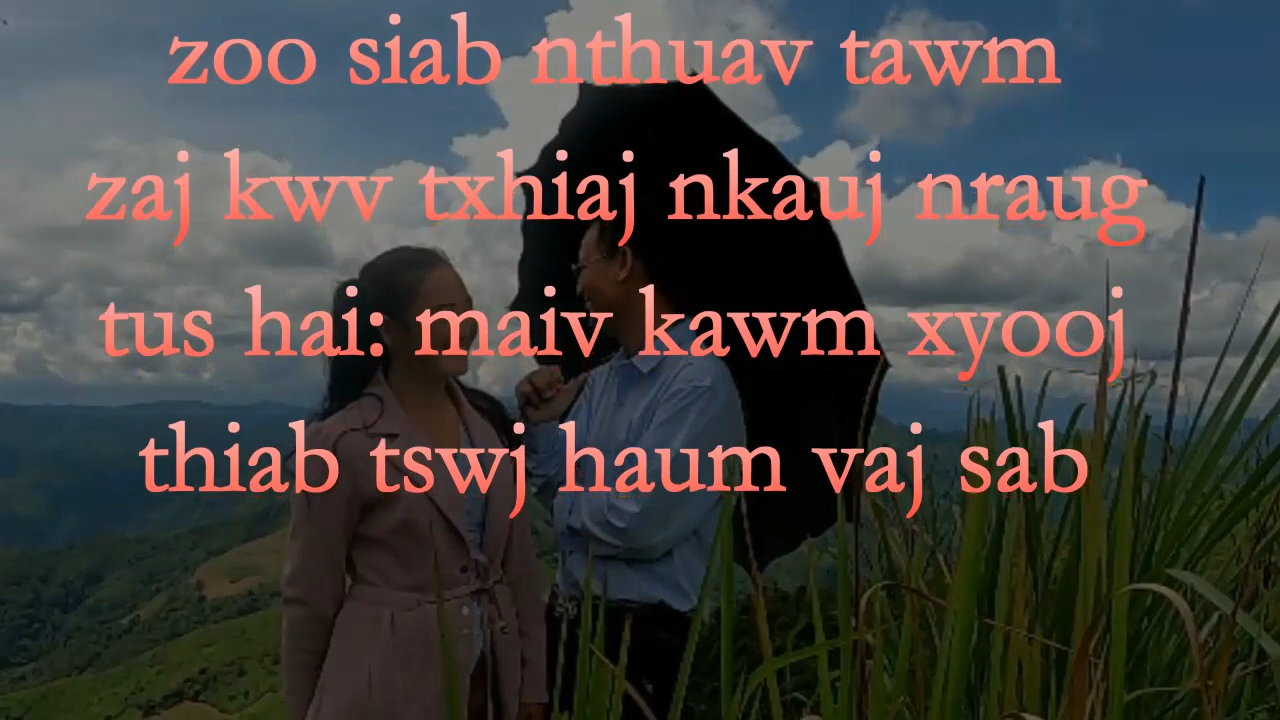 zoo siab nthuav tawm
zaj kwv txhiaj nkauj nraug
tus hai: maiv kawm xyooj
thiab tswj haum vaj sab